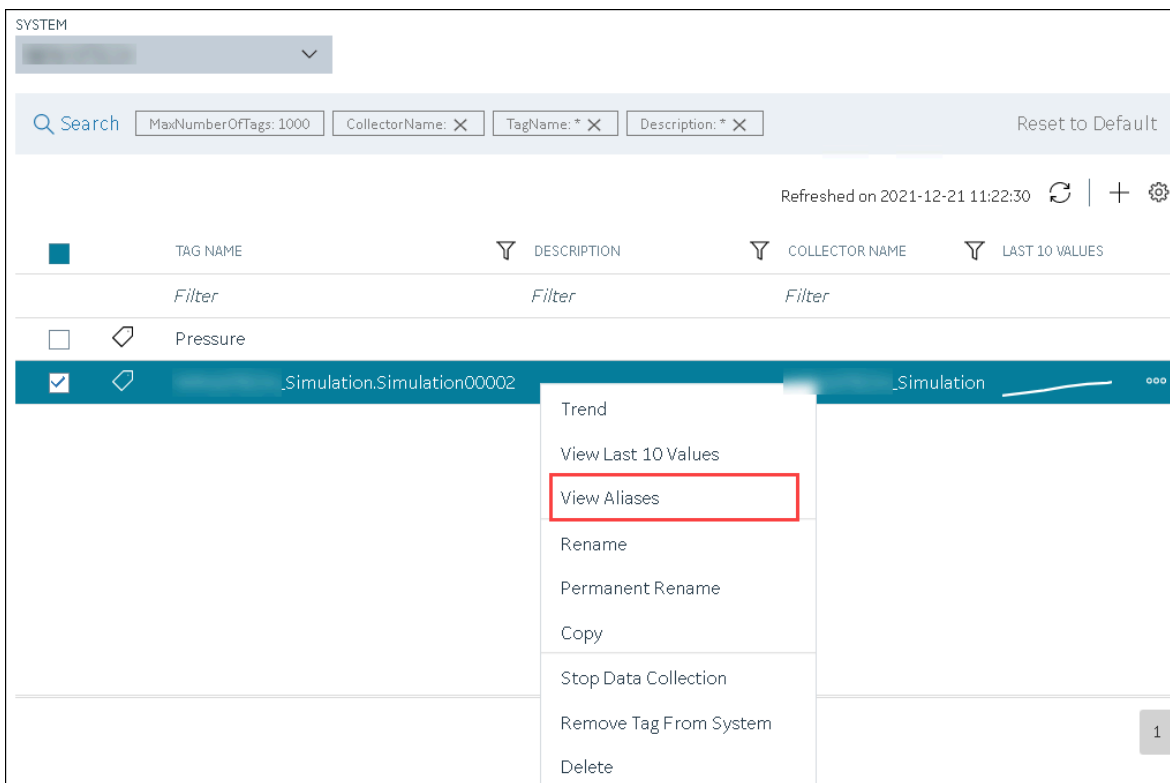 SYSTEM
Search MaxNumberOfTags: 1000 CollectorName: TagName: * Description: * Reset to Default
Refreshed on 2021-12-21 11:22:30
TAG NAME DESCRIPTION COLLECTOR NAME LAST 10 VALUES
Filter Filter Filter
Pressure
_Simulation.Simulation00002 _Simulation
Trend
View Last 10 Values
View Aliases
Rename
Permanent Rename
Copy
Stop Data Collection
Remove Tag From System
1
Delete